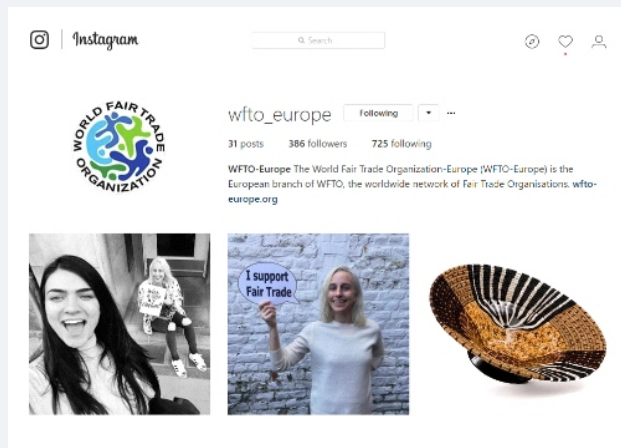 Instagram
Search
WORLD FAIR TRADE
ORGANIZATION
wfto_europe Following ...
31 posts 386 followers 725 following
WFTO-Europe The World Fair Trade Organization-Europe (WFTO-Europe) is the
European branch of WFTO, the worldwide network of Fair Trade Organisations. wfto-
europe.org
I support
Fair Trade